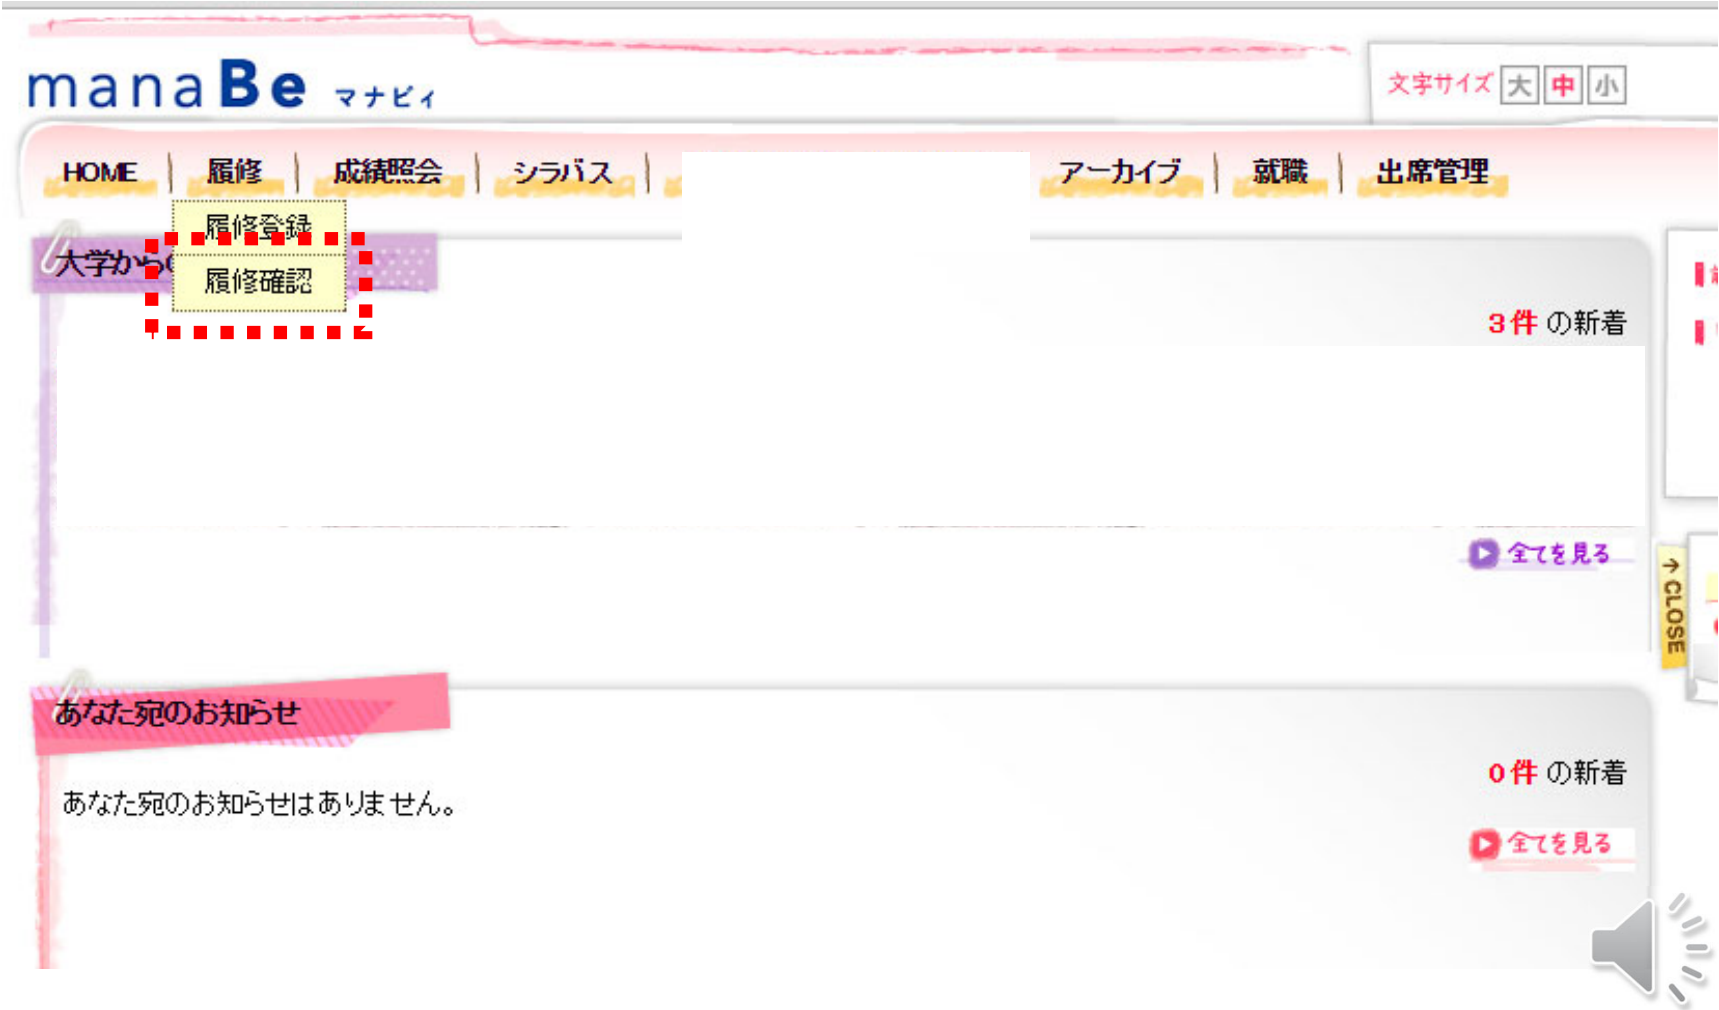 manaBe マナビィ
文字サイズ 大 中 小
HOME 履修 成績照会 シラバス アーカイブ 就職 出席管理
履修登録
大学から
履修確認
3件 の新着
全てを見る
→ CLOSE
あなた宛のお知らせ
0件 の新着
あなた宛のお知らせはありません。
全てを見る